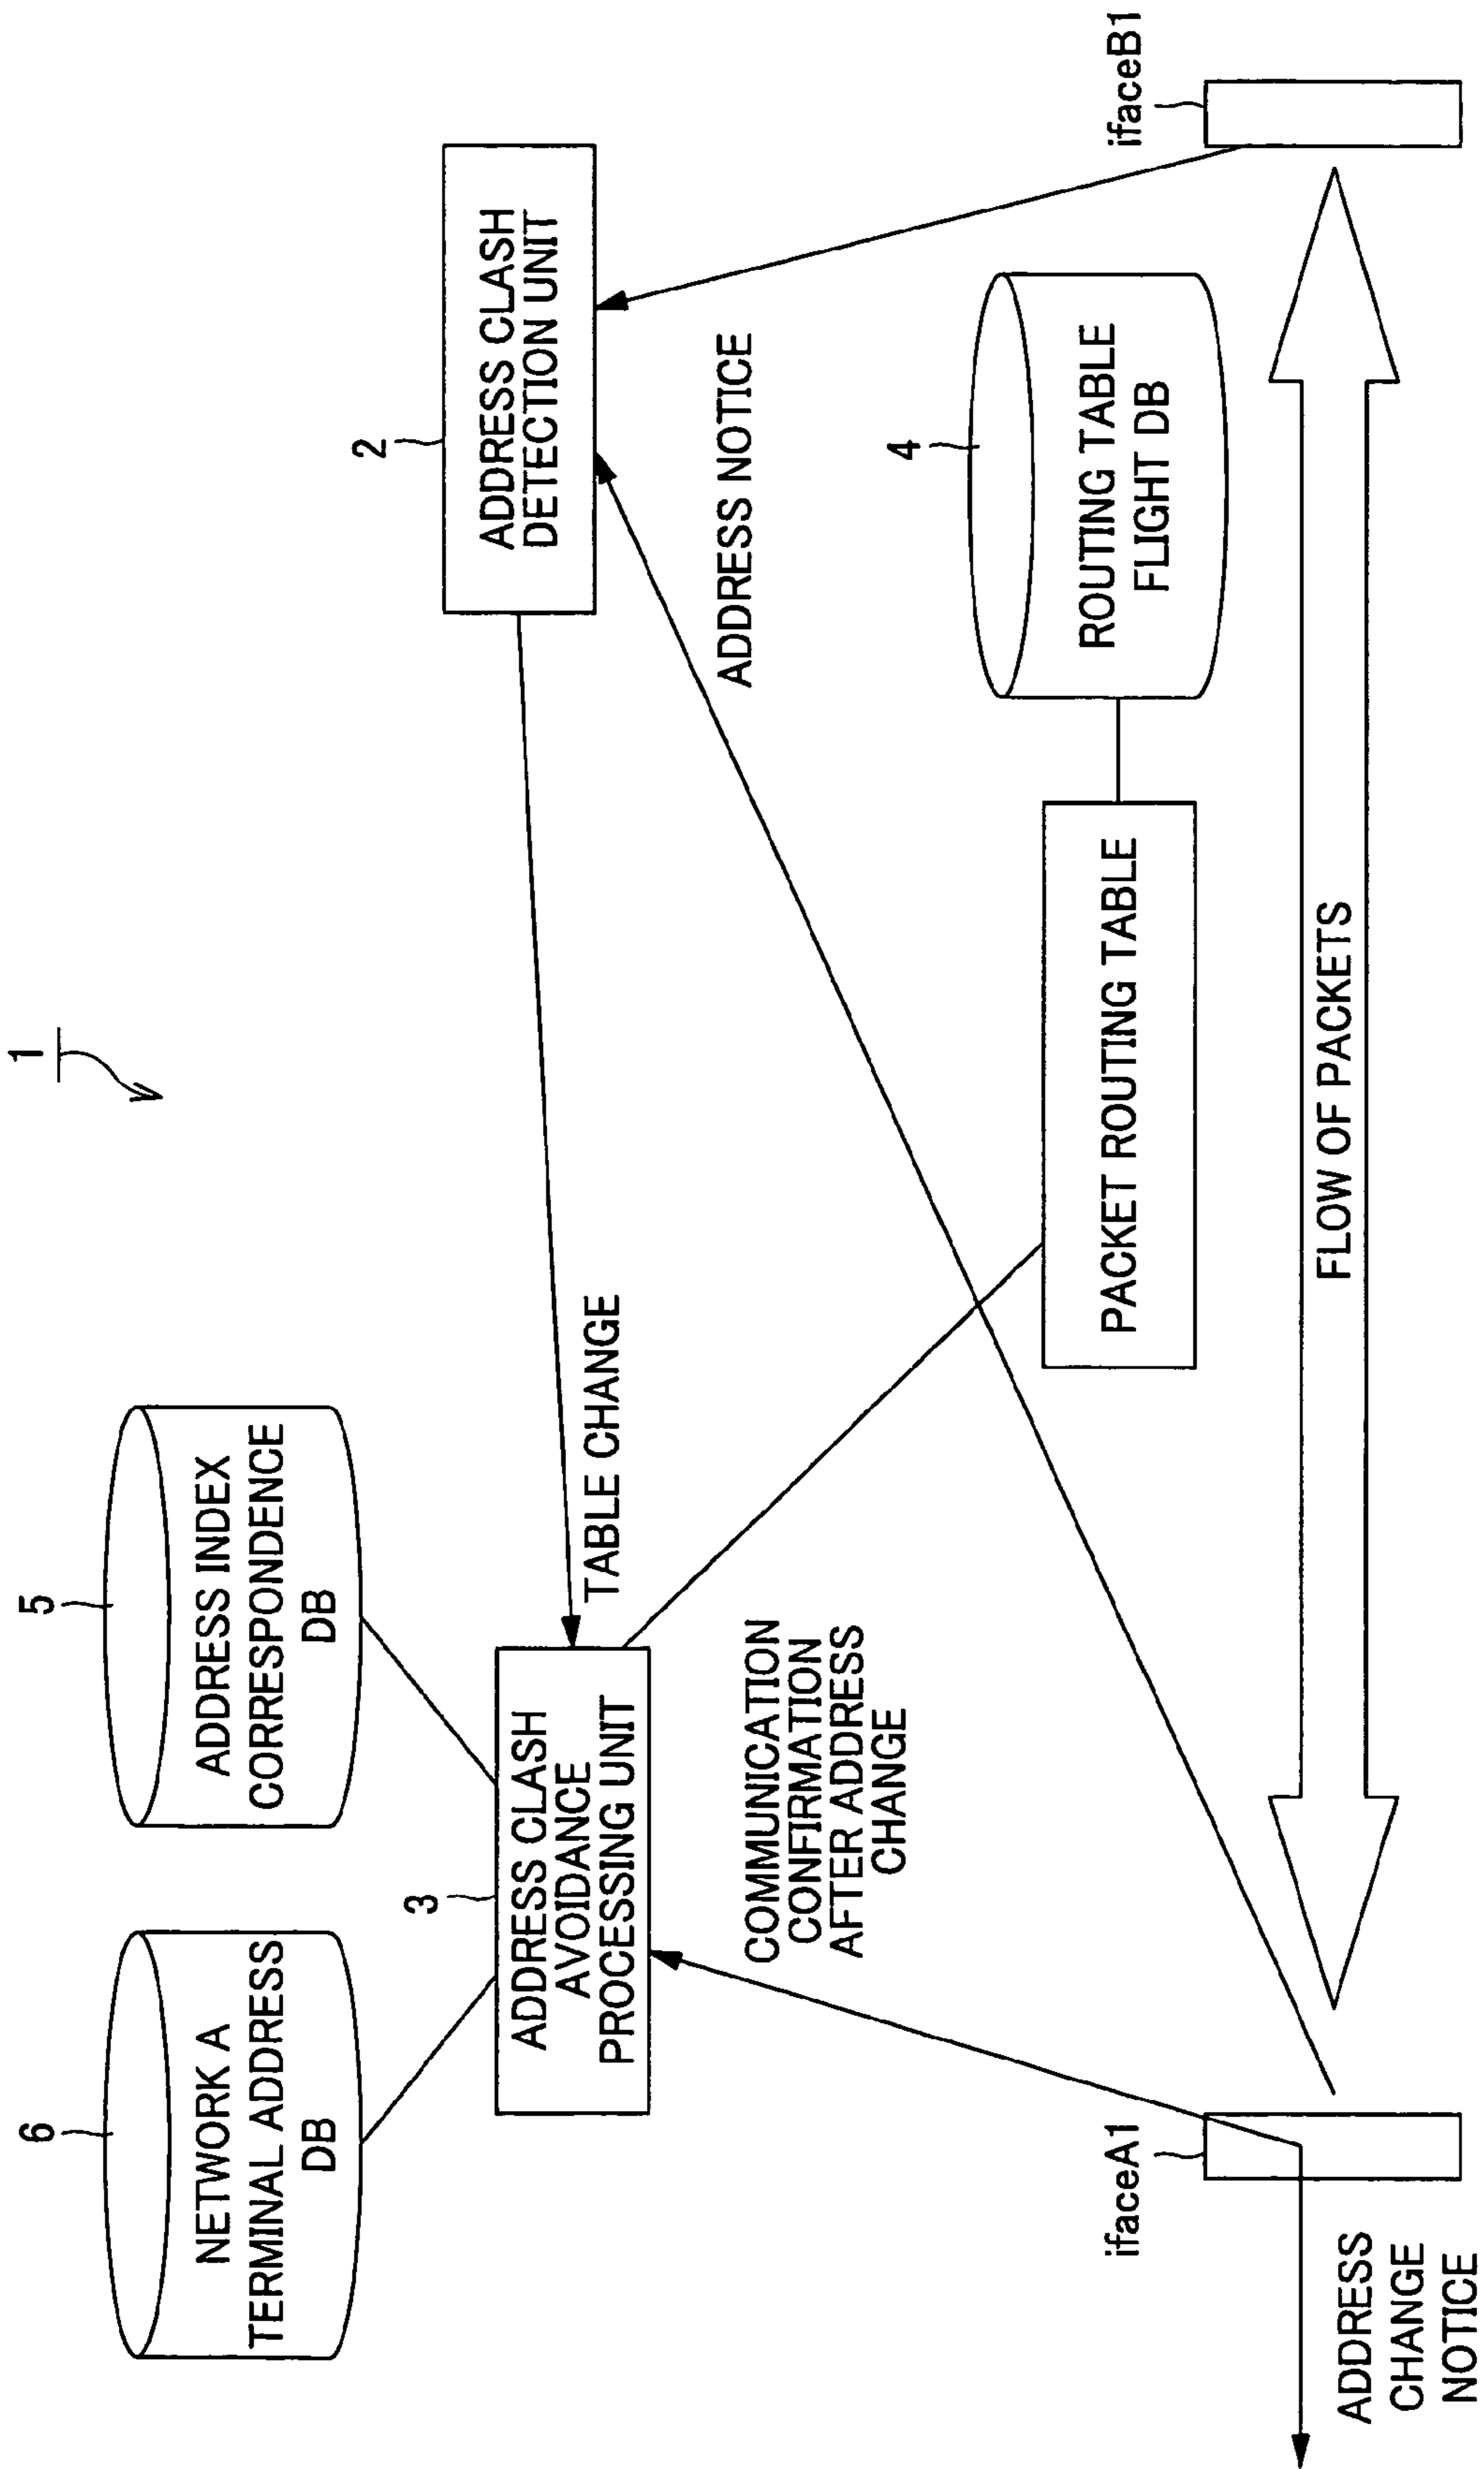 1
6
NETWORK A
TERMINAL ADDRESS
DB
5
ADDRESS INDEX
CORRESPONDENCE
DB
2
ADDRESS CLASH
DETECTION UNIT
3
ADDRESS CLASH
AVOIDANCE
PROCESSING UNIT
TABLE CHANGE
ADDRESS NOTICE
COMMUNICATION
CONFIRMATION
AFTER ADDRESS
CHANGE
4
ROUTING TABLE
FLIGHT DB
PACKET ROUTING TABLE
ifaceA1
ifaceB1
FLOW OF PACKETS
ADDRESS
CHANGE
NOTICE